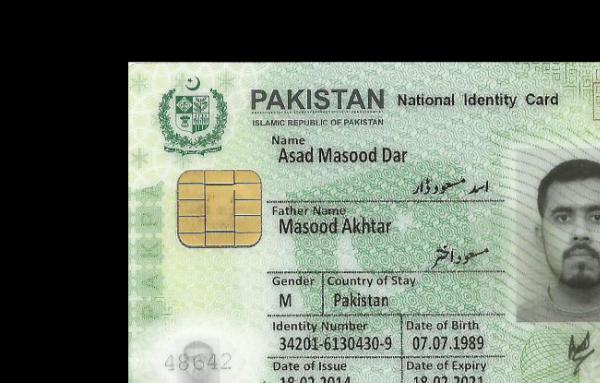 PAKISTAN National Identity Card
ISLAMIC REPUBLIC OF PAKISTAN
Name
Asad Masood Dar
اسد مسعود ڈار
Father Name
Masood Akhtar
مسعود اختر
Gender Country of Stay
M Pakistan
Identity Number Date of Birth
34201-6130430-9 07.07.1989
48642
Date of Issue Date of Expiry
18.02.2014 18.02.2021